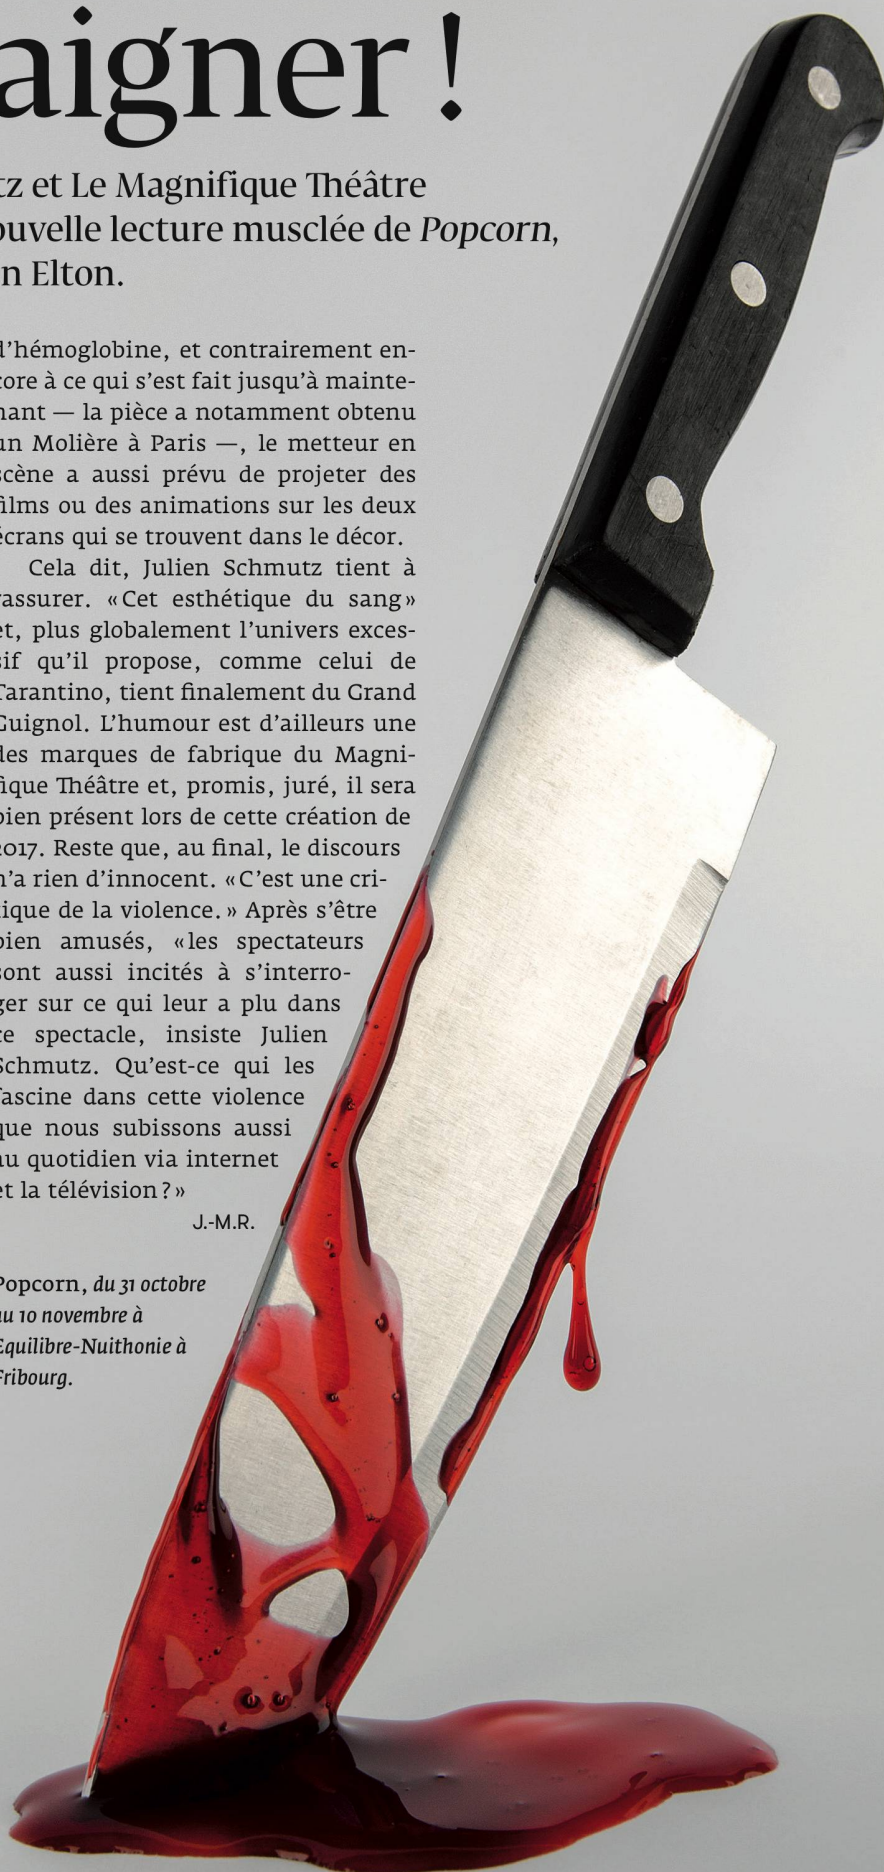 aigner !
tz et Le Magnifique Théâtre
ouvelle lecture musclée de Popcorn,
n Elton.
d’hémoglobine, et contrairement en-
core à ce qui s’est fait jusqu’à mainte-
nant — la pièce a notamment obtenu
un Molière à Paris —, le metteur en
scène a aussi prévu de projeter des
films ou des animations sur les deux
écrans qui se trouvent dans le décor.
Cela dit, Julien Schmutz tient à
rassurer. «Cet esthétique du sang»
et, plus globalement l’univers exces-
sif qu’il propose, comme celui de
Tarantino, tient finalement du Grand
Guignol. L’humour est d’ailleurs une
des marques de fabrique du Magni-
fique Théâtre et, promis, juré, il sera
bien présent lors de cette création de
2017. Reste que, au final, le discours
n’a rien d’innocent. «C’est une cri-
tique de la violence.» Après s’être
bien amusés, «les spectateurs
sont aussi incités à s’interro-
ger sur ce qui leur a plu dans
ce spectacle, insiste Julien
Schmutz. Qu’est-ce qui les
fascine dans cette violence
que nous subissons aussi
au quotidien via internet
et la télévision?»
J.-M.R.
Popcorn, du 31 octobre
au 10 novembre à
Equilibre-Nuithonie à
Fribourg.